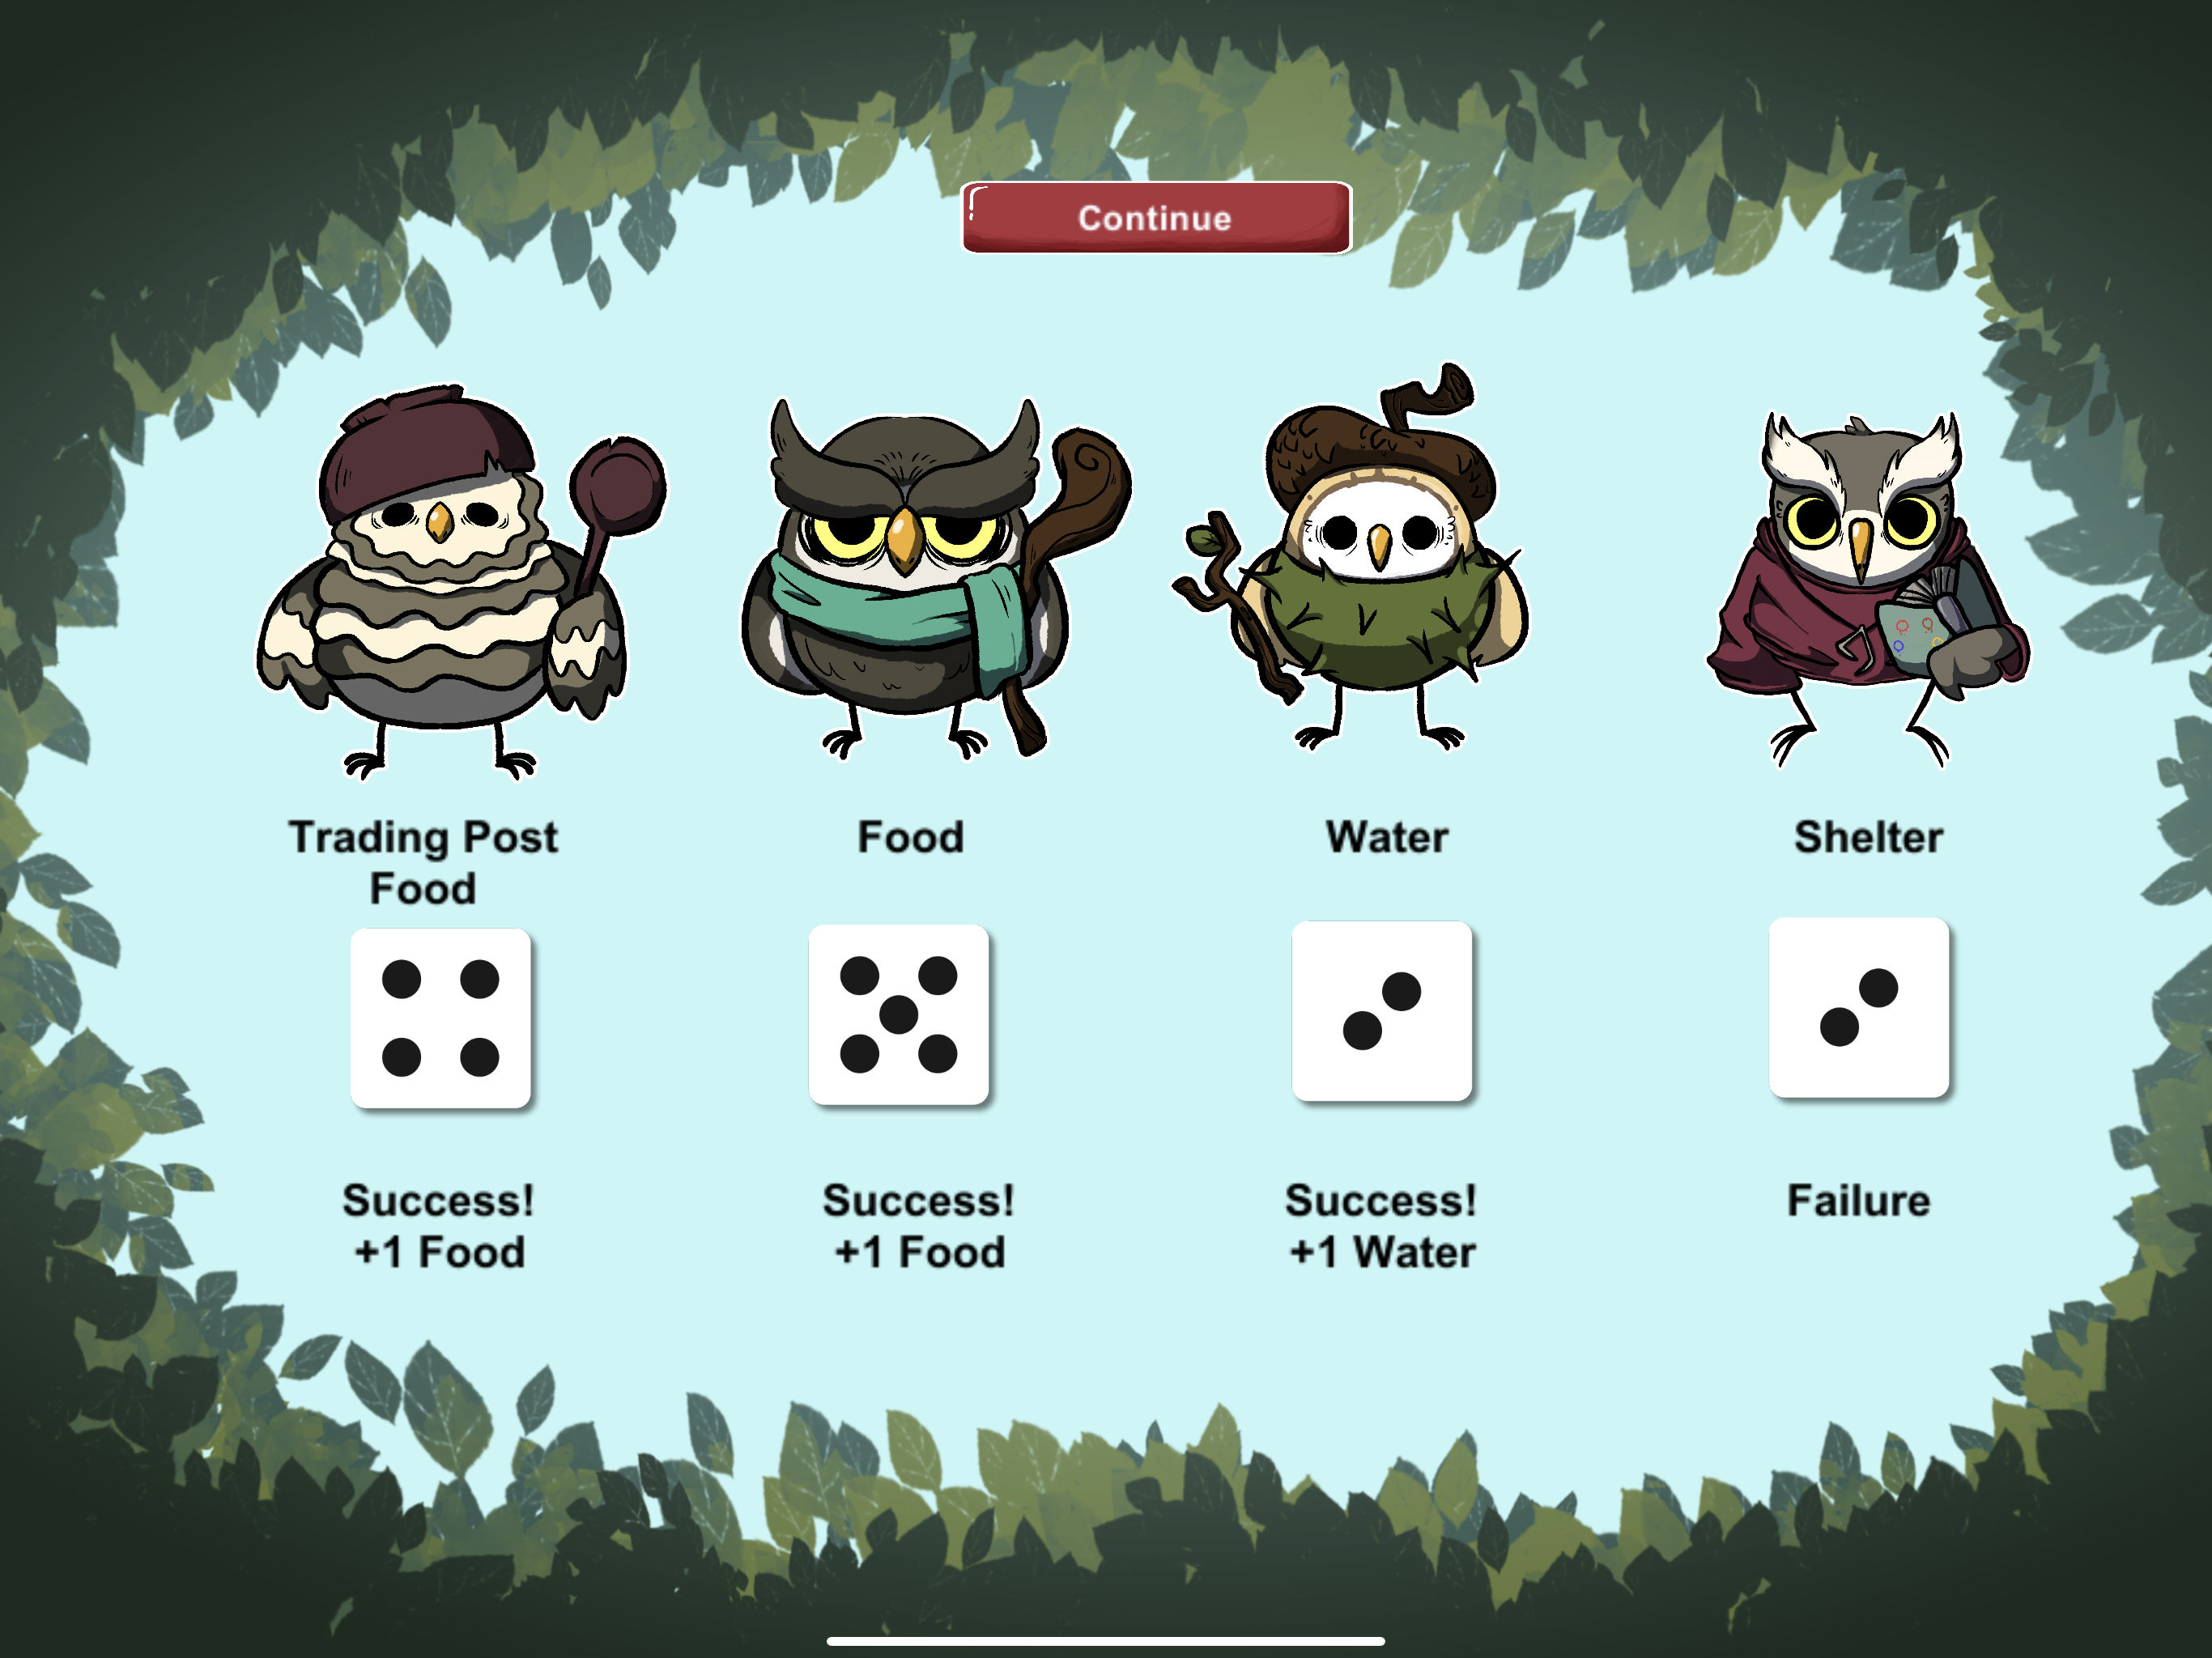 Continue
Trading Post
Food
Food
Water
Shelter
Success!
+1 Food
Success!
+1 Food
Success!
+1 Water
Failure